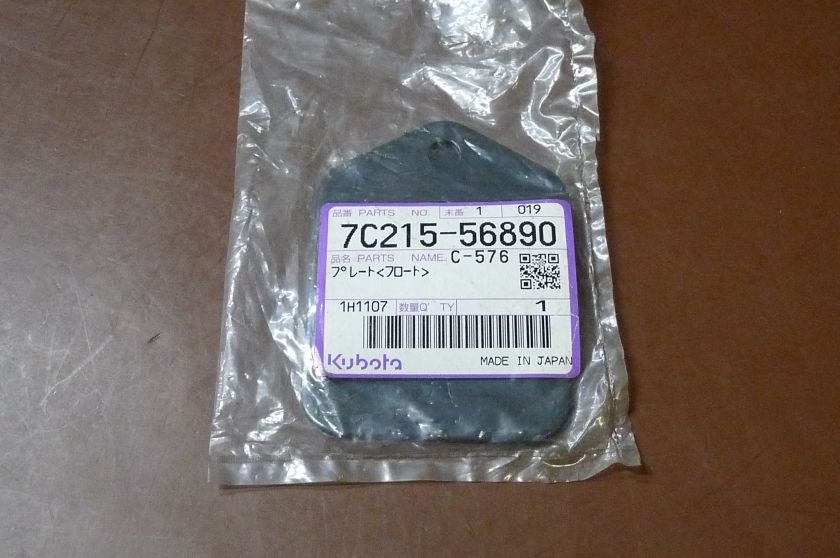 品番 PARTS NO. 末番 1 019
7C215-56890
品名 PARTS NAME. C-576
プレート<フロート>
1H1107 数量Q'TY 1
Kubota MADE IN JAPAN